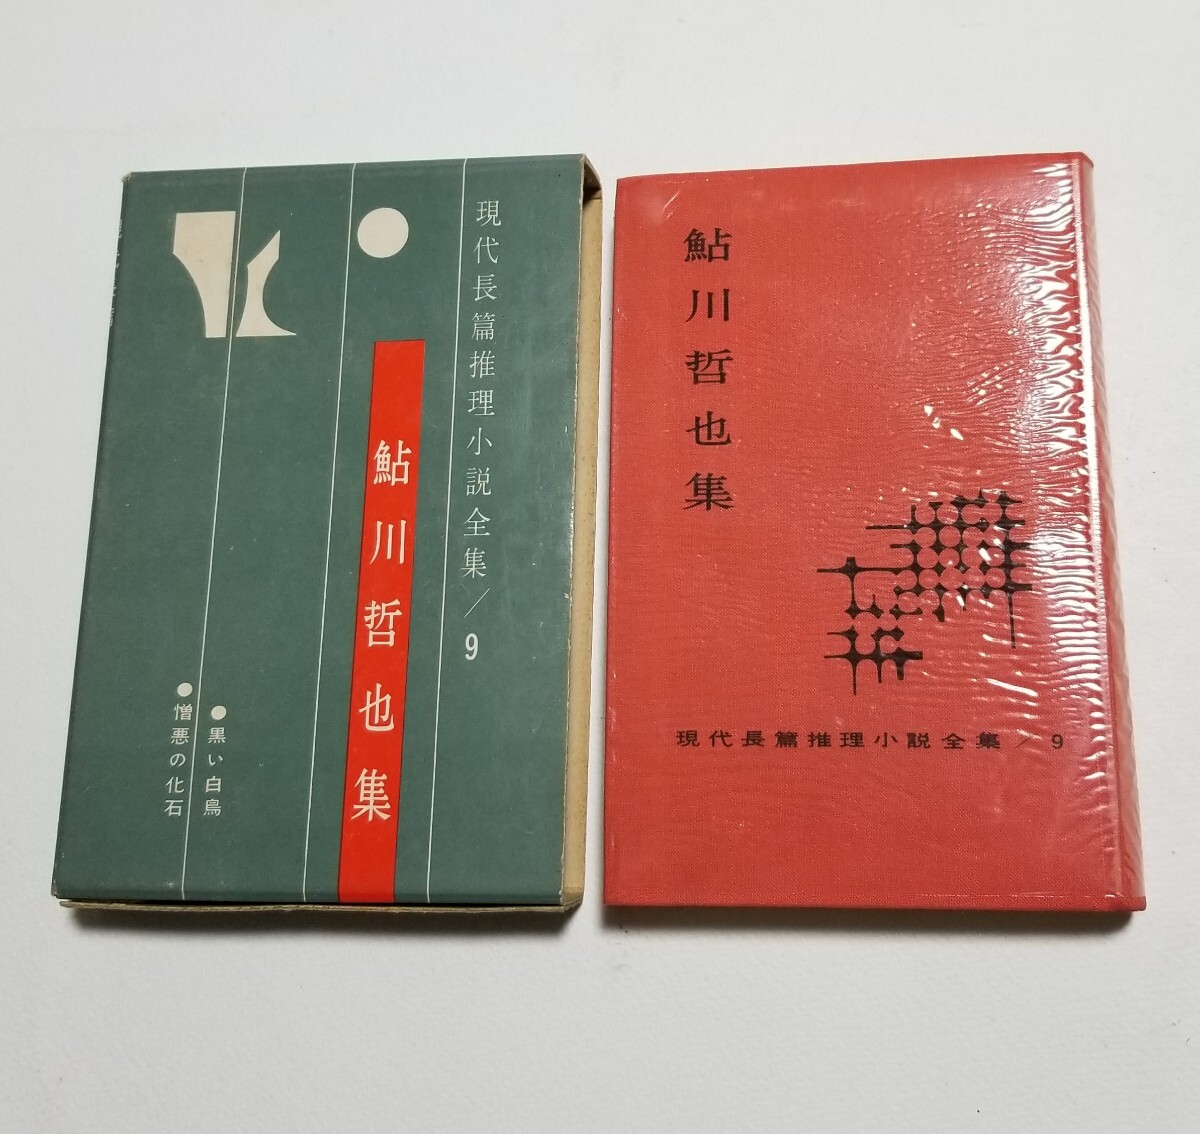 現代長篇推理小説全集/9
鮎川哲也集
●黒い白鳥
●憎悪の化石
鮎川哲也集
現代長篇推理小説全集/9